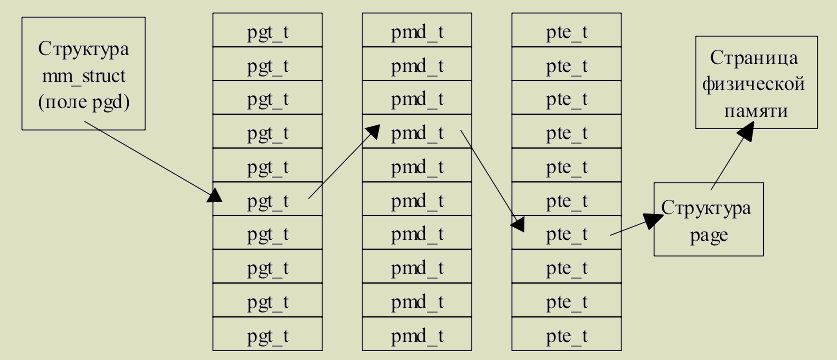 Структура
mm_struct
(поле pgd)
pgt_t
pgt_t
pgt_t
pgt_t
pgt_t
pgt_t
pgt_t
pgt_t
pgt_t
pgt_t
pmd_t
pmd_t
pmd_t
pmd_t
pmd_t
pmd_t
pmd_t
pmd_t
pmd_t
pmd_t
pte_t
pte_t
pte_t
pte_t
pte_t
pte_t
pte_t
pte_t
pte_t
pte_t
Структура
page
Страница
физической
памяти